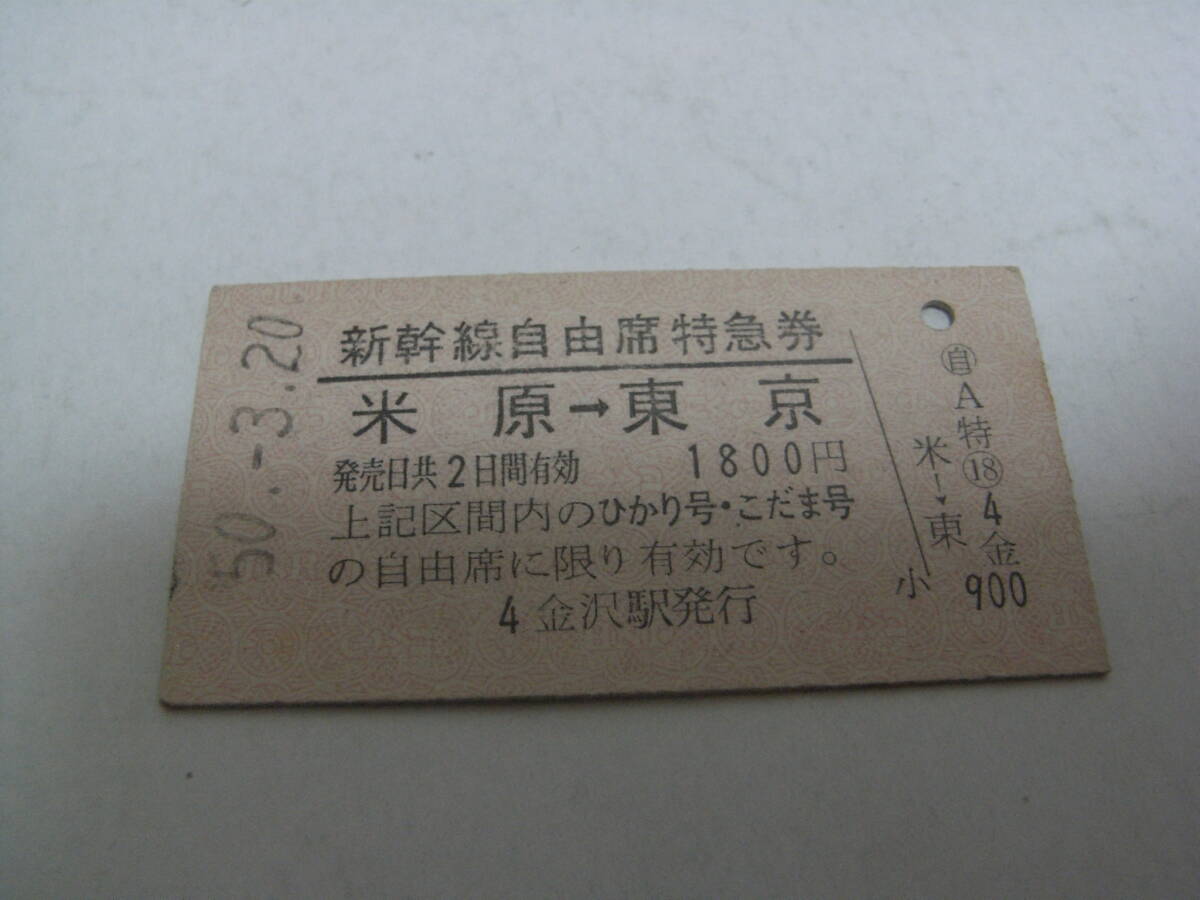 50.-3.20
新幹線自由席特急券
米原→東京
発売日共2日間有効 1800円
上記区間内のひかり号・こだま号
の自由席に限り有効です。
4 金沢駅発行
㊀自 A特⑱ 4 金
米→東
小 900